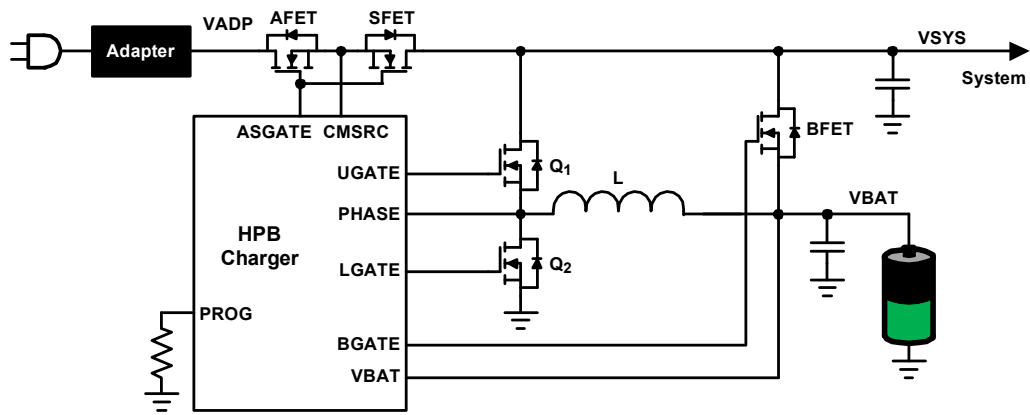 VADP
AFET
SFET
VSYS
Adapter
System
ASGATE
CMSRC
BFET
UGATE
Q1
L
PHASE
VBAT
HPB
Charger
LGATE
Q2
PROG
BGATE
VBAT